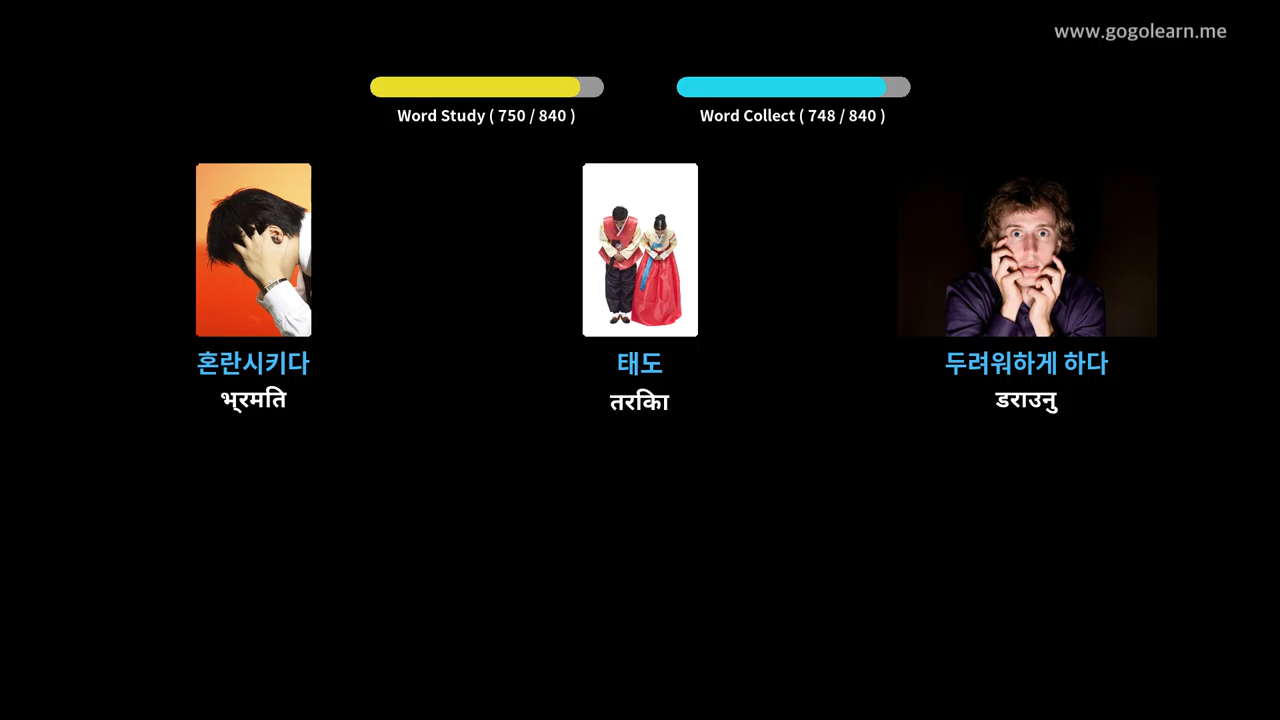 www.gogolearn.me
Word Study ( 750 / 840 )
Word Collect ( 748 / 840 )
혼란시키다
태도
두려워하게 하다
भ्रमति
तरकिा
डराउनु